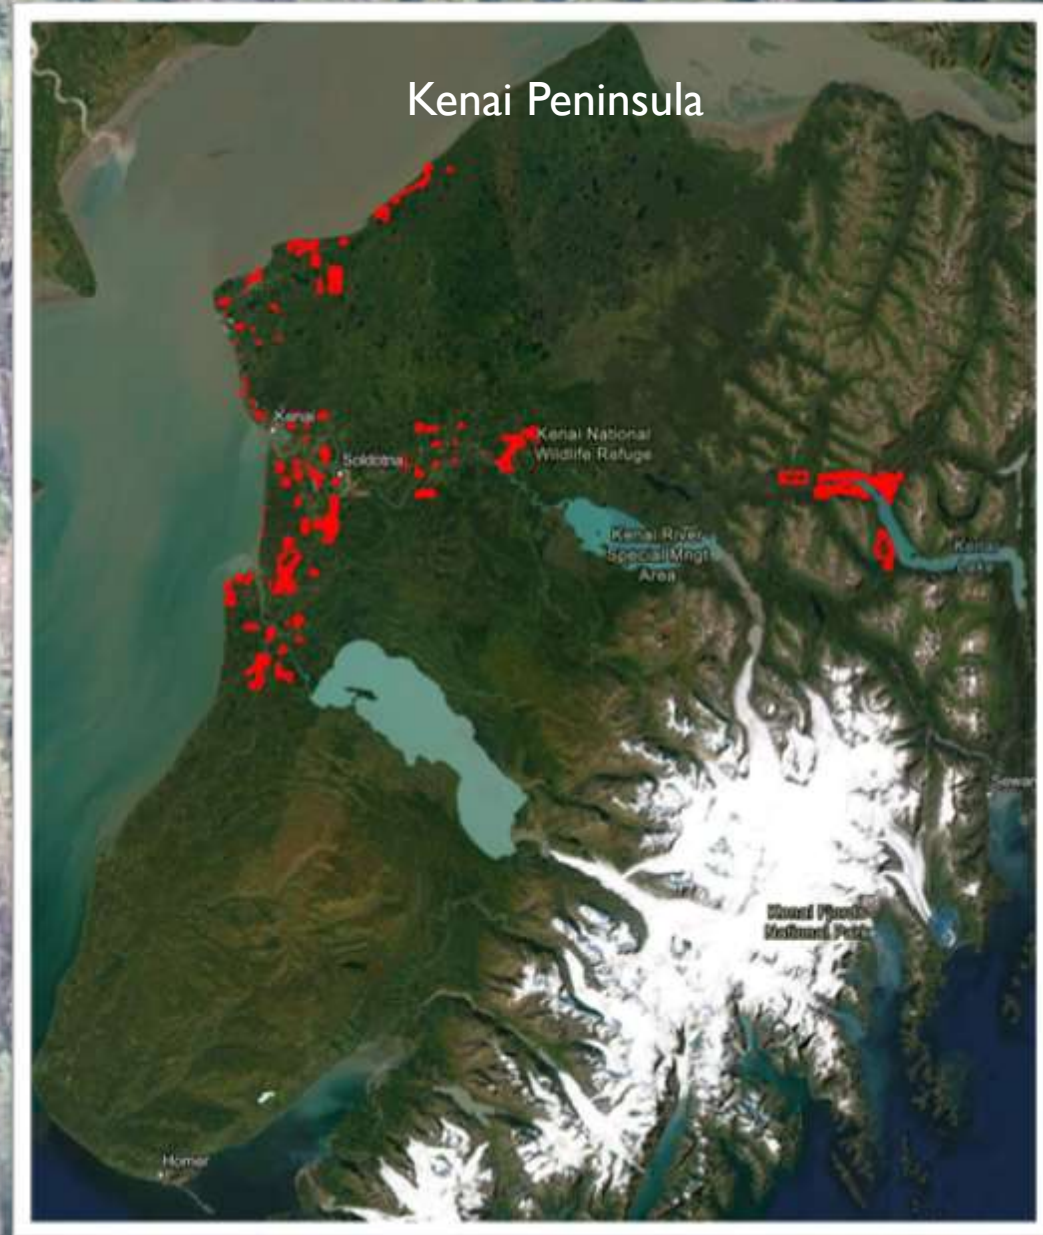 Kenai Peninsula
Kenai
Soldotna
Kenai National
Wildlife Refuge
Kenai River
Special Mngt
Area
Kenai
Lake
Sewar
Kenai Fjords
National Park
Homer